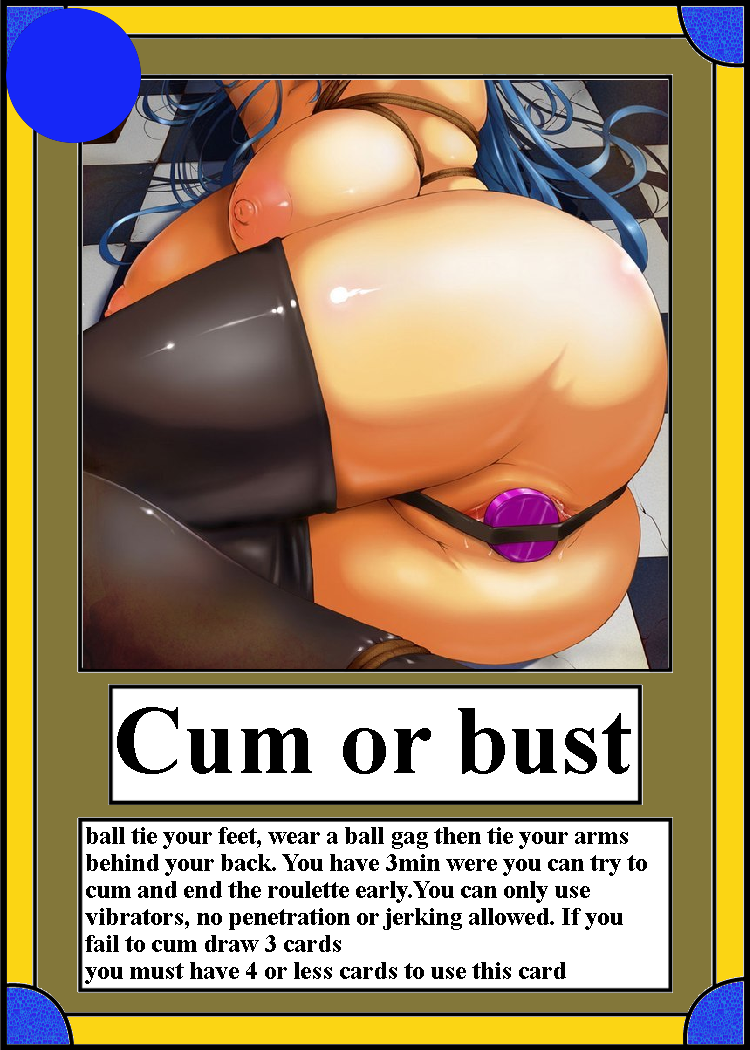 Cum or bust
ball tie your feet, wear a ball gag then tie your arms
behind your back. You have 3min were you can try to
cum and end the roulette early.You can only use
vibrators, no penetration or jerking allowed. If you
fail to cum draw 3 cards
you must have 4 or less cards to use this card